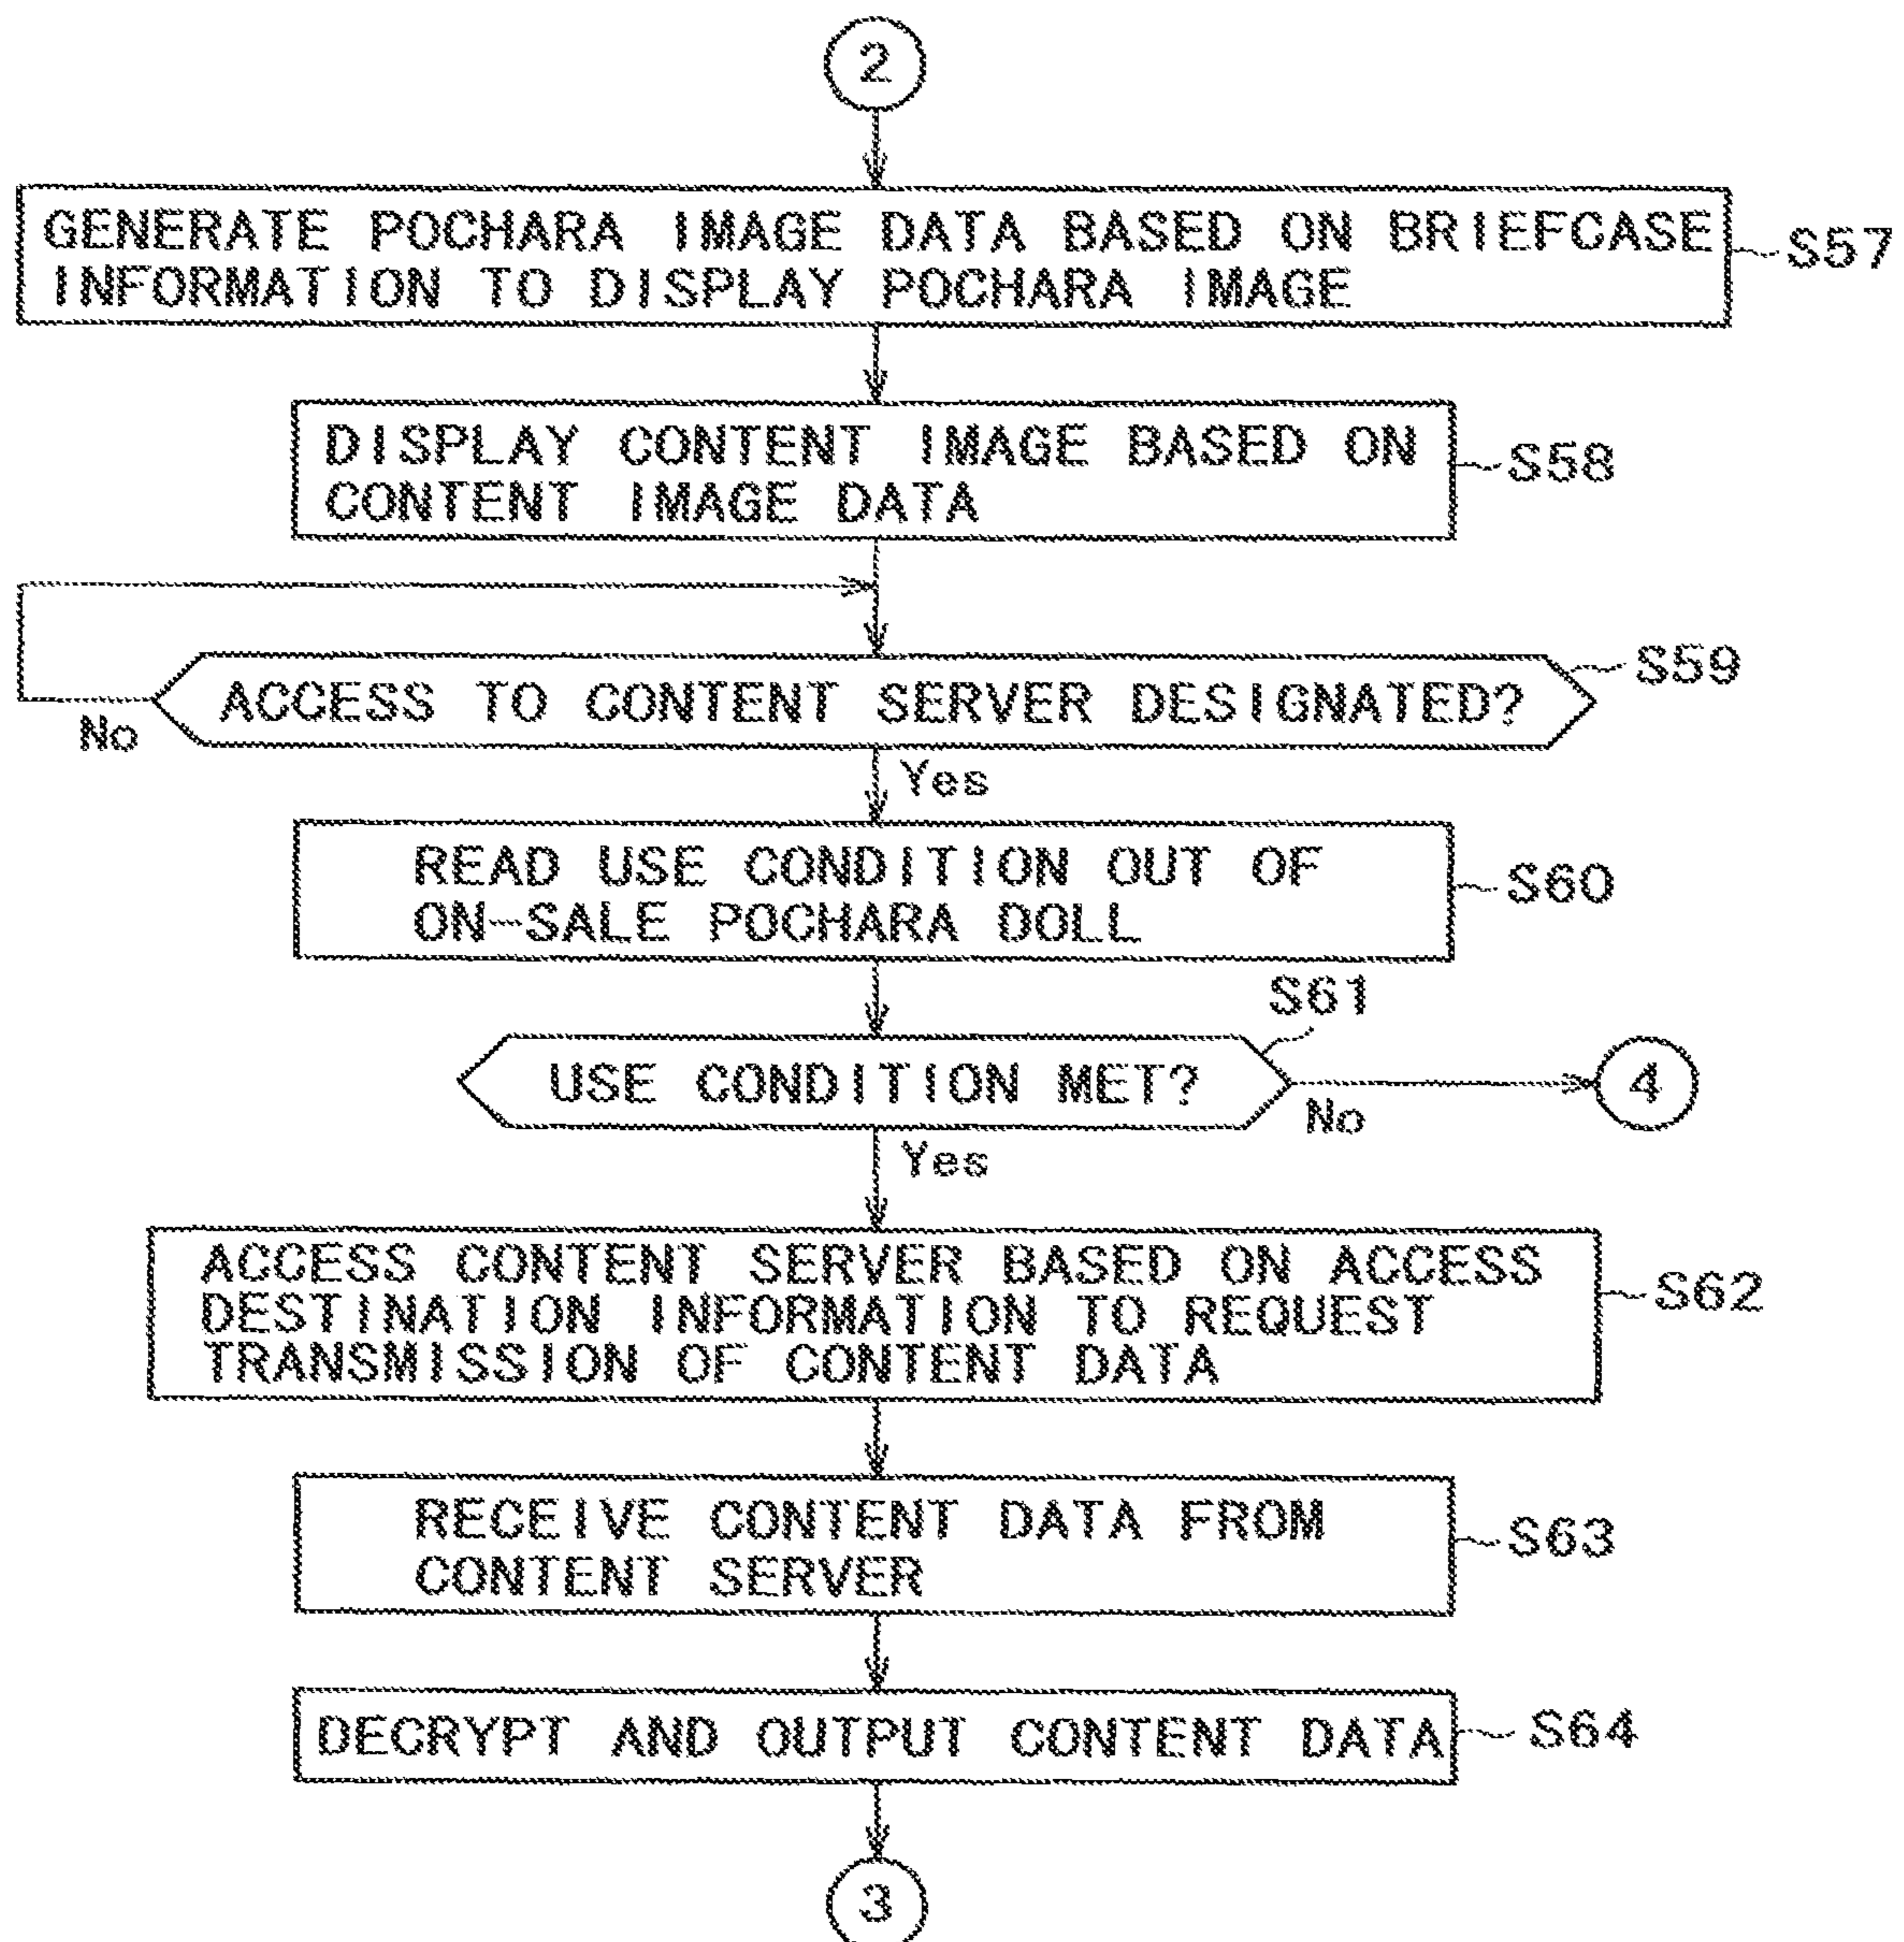 2
GENERATE POCHARA IMAGE DATA BASED ON BRIEFCASE
INFORMATION TO DISPLAY POCHARA IMAGE
S57
DISPLAY CONTENT IMAGE BASED ON
CONTENT IMAGE DATA
S58
S59
ACCESS TO CONTENT SERVER DESIGNATED?
No
Yes
READ USE CONDITION OUT OF
ON-SALE POCHARA DOLL
S60
S61
USE CONDITION MET?
No
4
Yes
ACCESS CONTENT SERVER BASED ON ACCESS
DESTINATION INFORMATION TO REQUEST
TRANSMISSION OF CONTENT DATA
S62
RECEIVE CONTENT DATA FROM
CONTENT SERVER
S63
DECRYPT AND OUTPUT CONTENT DATA
S64
3